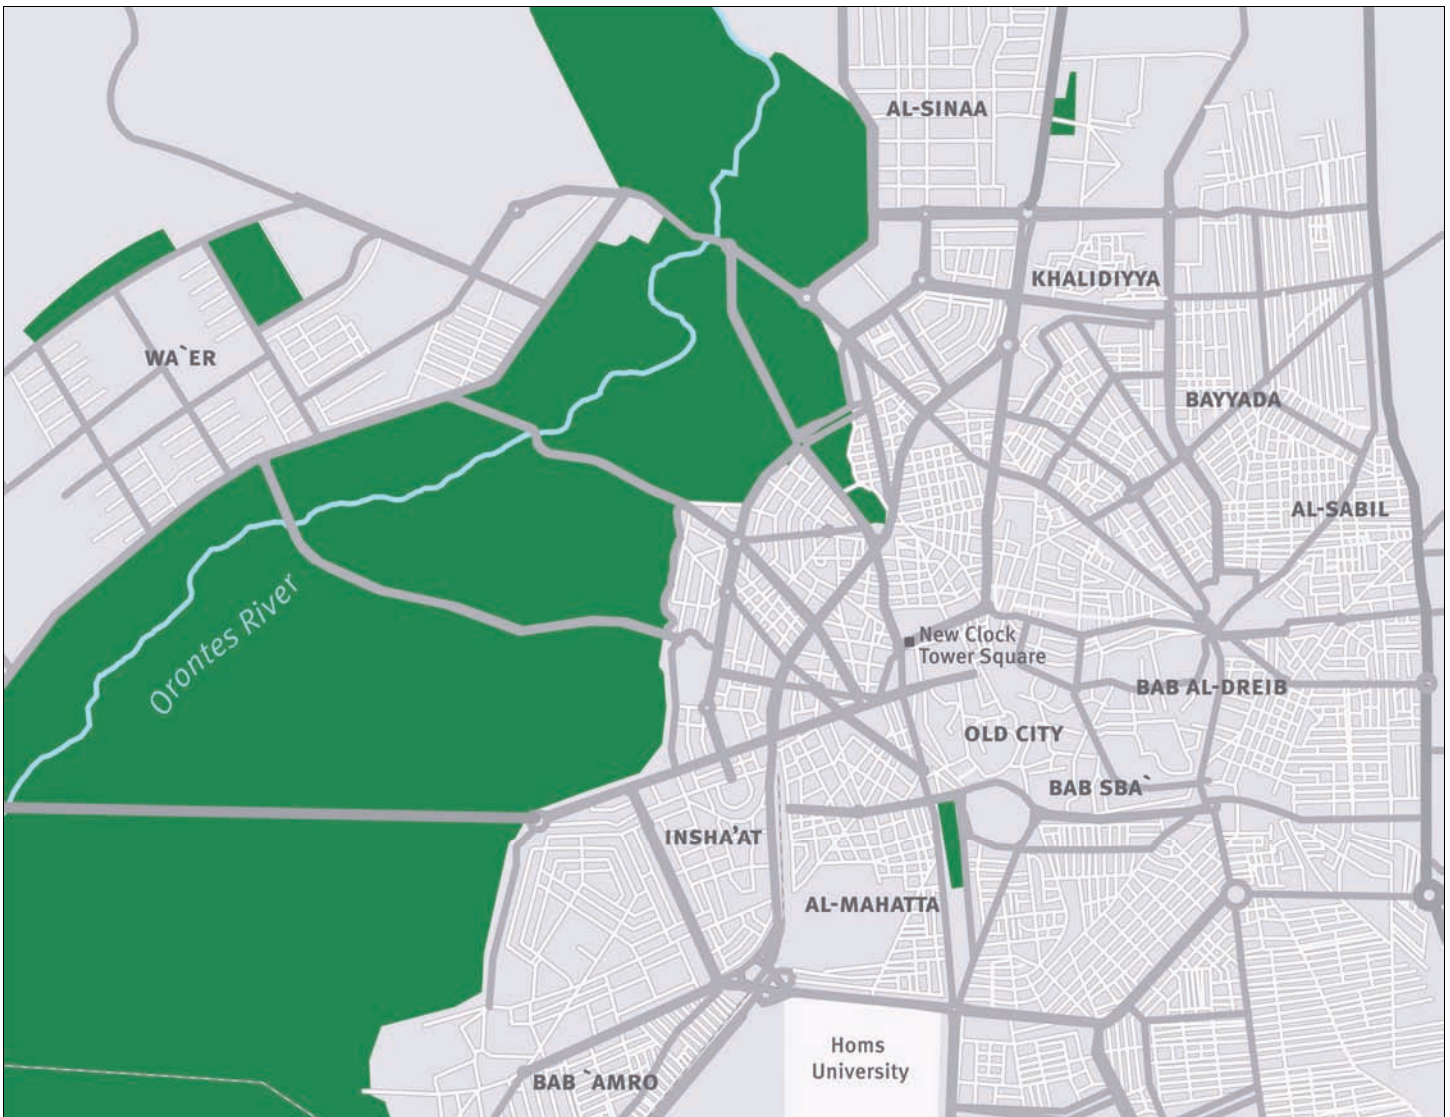 AL-SINAA
KHALIDIYYA
WA`ER
BAYYADA
AL-SABIL
Orontes River
New Clock
Tower Square
BAB AL-DREIB
OLD CITY
BAB SBA`
INSHA’AT
AL-MAHATTA
Homs
University
BAB `AMRO